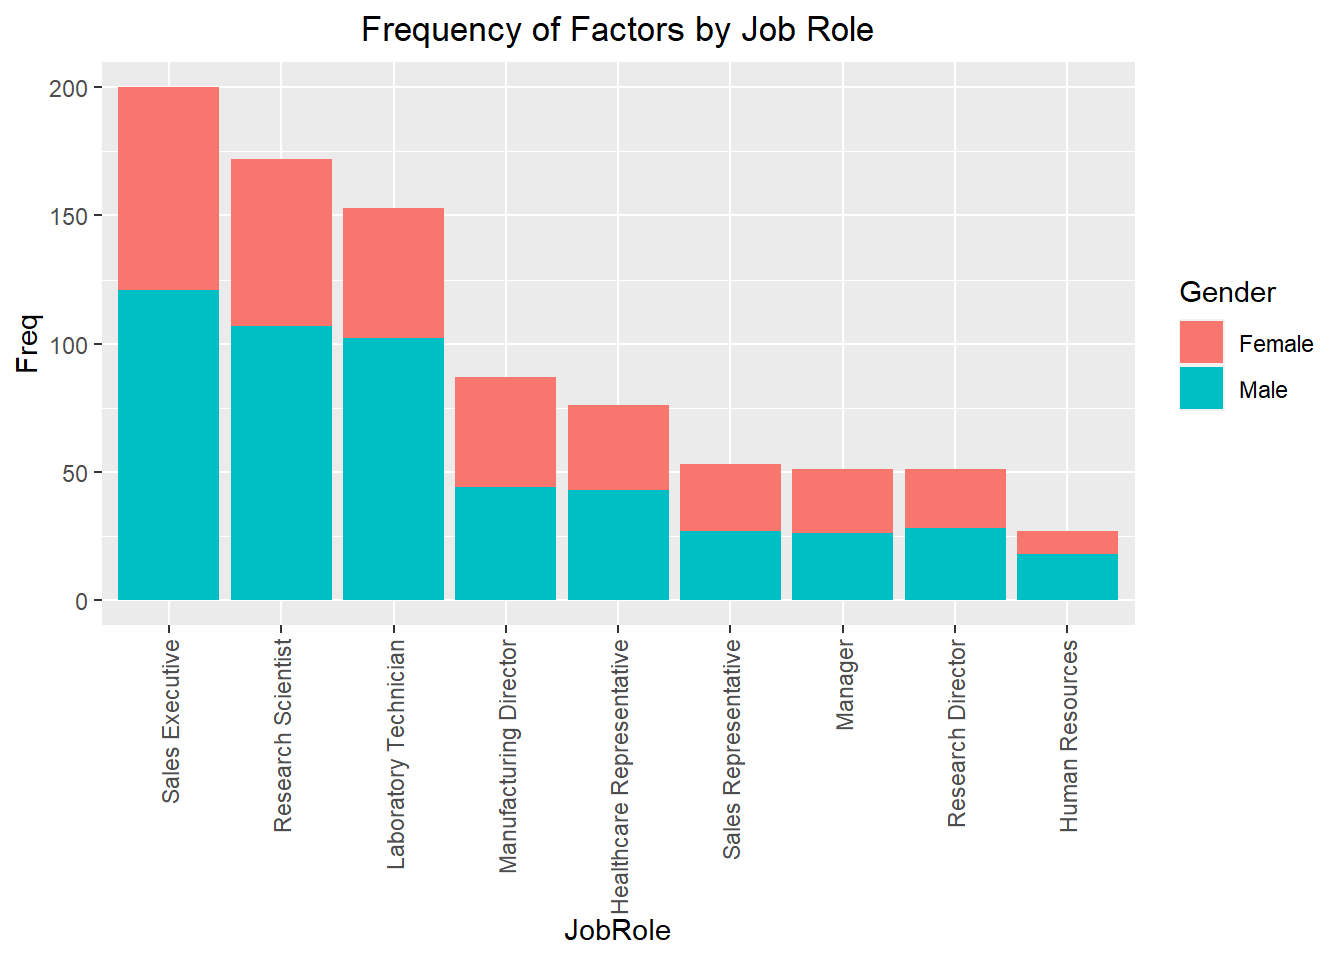 Frequency of Factors by Job Role
Freq
200
150
100
50
0
Sales Executive
Research Scientist
Laboratory Technician
Manufacturing Director
Healthcare Representative
Sales Representative
Manager
Research Director
Human Resources
JobRole
Gender
Female
Male